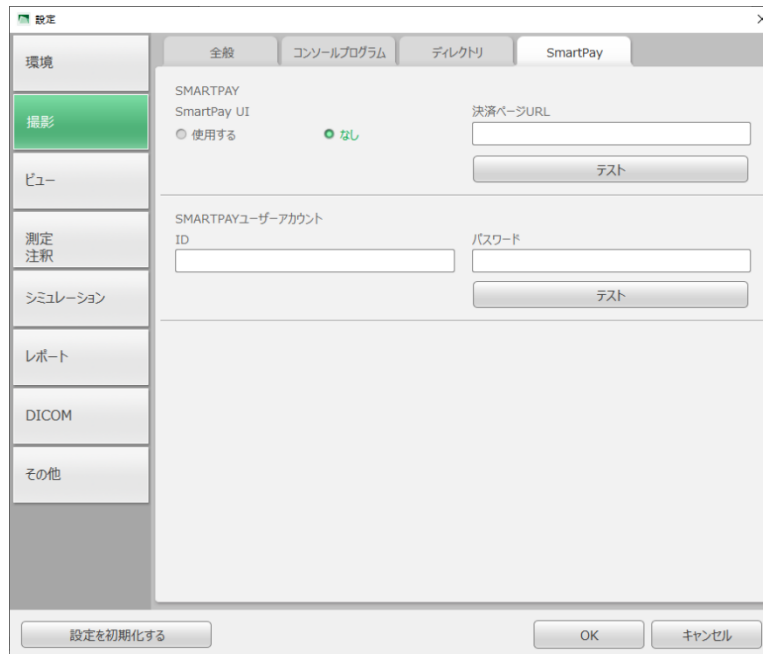 設定
環境
撮影
ビュー
測定
注釈
シミュレーション
レポート
DICOM
その他
全般
コンソールプログラム
ディレクトリ
SmartPay
SMARTPAY
SmartPay UI
使用する
なし
決済ページURL
テスト
SMARTPAYユーザーアカウント
ID
パスワード
テスト
設定を初期化する
OK
キャンセル